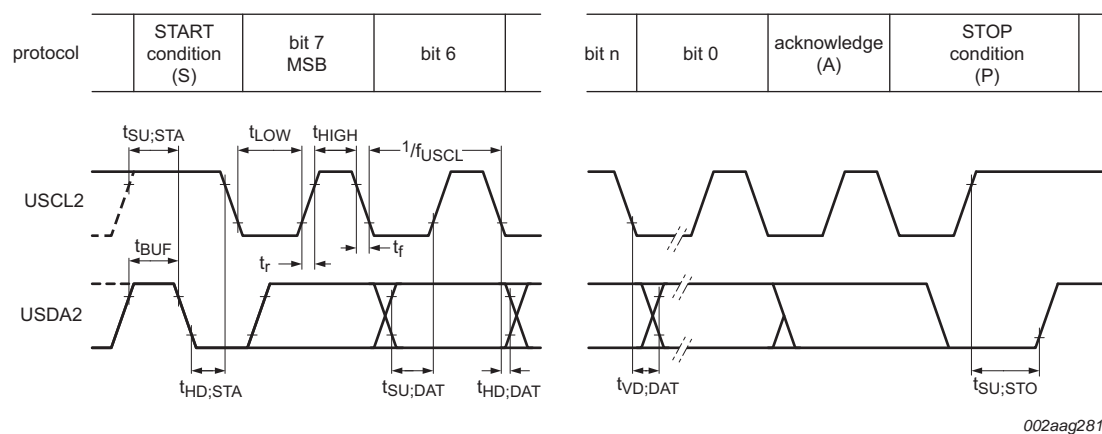 protocol
START
condition
(S)
bit 7
MSB
bit 6
bit n
bit 0
acknowledge
(A)
STOP
condition
(P)
tSU;STA
tLOW
tHIGH
1/fUSCL
USCL2
tBUF
tr
tf
USDA2
tHD;STA
tSU;DAT
tHD;DAT
tVD;DAT
tSU;STO
002aag281